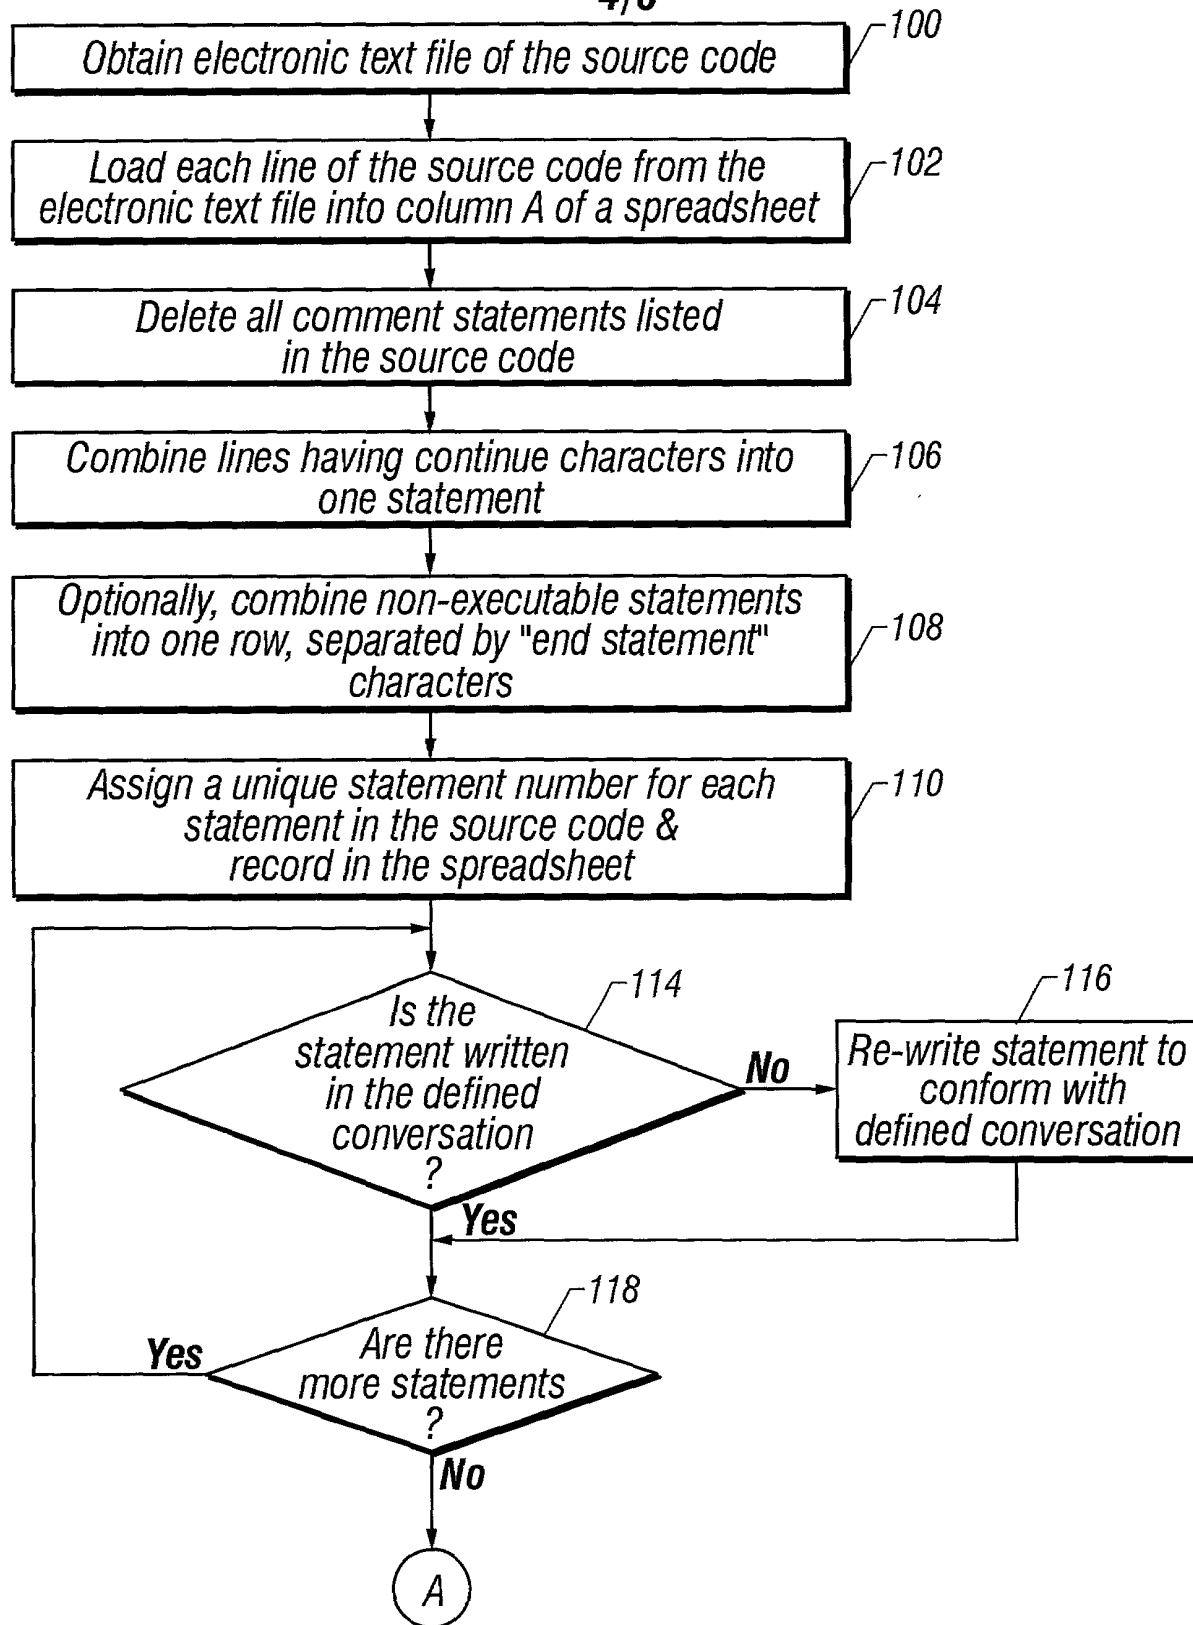 100
Obtain electronic text file of the source code
102
Load each line of the source code from the
electronic text file into column A of a spreadsheet
104
Delete all comment statements listed
in the source code
106
Combine lines having continue characters into
one statement
108
Optionally, combine non-executable statements
into one row, separated by "end statement"
characters
110
Assign a unique statement number for each
statement in the source code &
record in the spreadsheet
114
Is the
statement written
in the defined
conversation
?
No
116
Re-write statement to
conform with
defined conversation
Yes
118
Are there
more statements
?
Yes
No
A